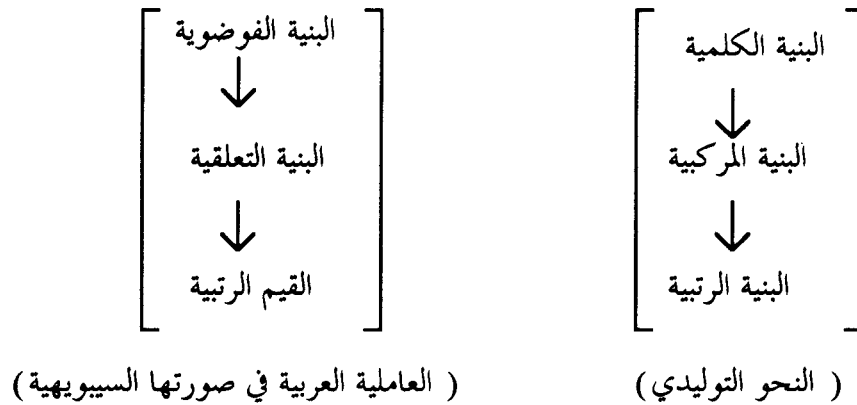 البنية الكلمية
البنية المركبية
البنية الرتبية
( النحو التوليدي )
البنية الفوضوية
البنية التعلقية
القيم الرتبية
( العاملية العربية في صورتها السيبويهية )